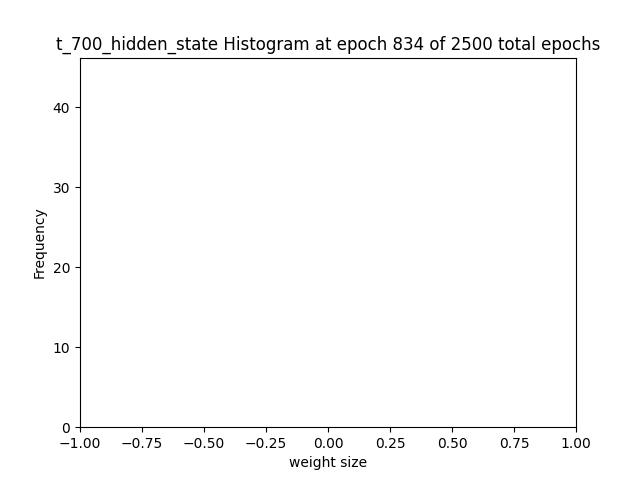 t_700_hidden_state Histogram at epoch 834 of 2500 total epochs
40
30
20
10
0
Frequency
−1.00 −0.75 −0.50 −0.25 0.00 0.25 0.50 0.75 1.00
weight size